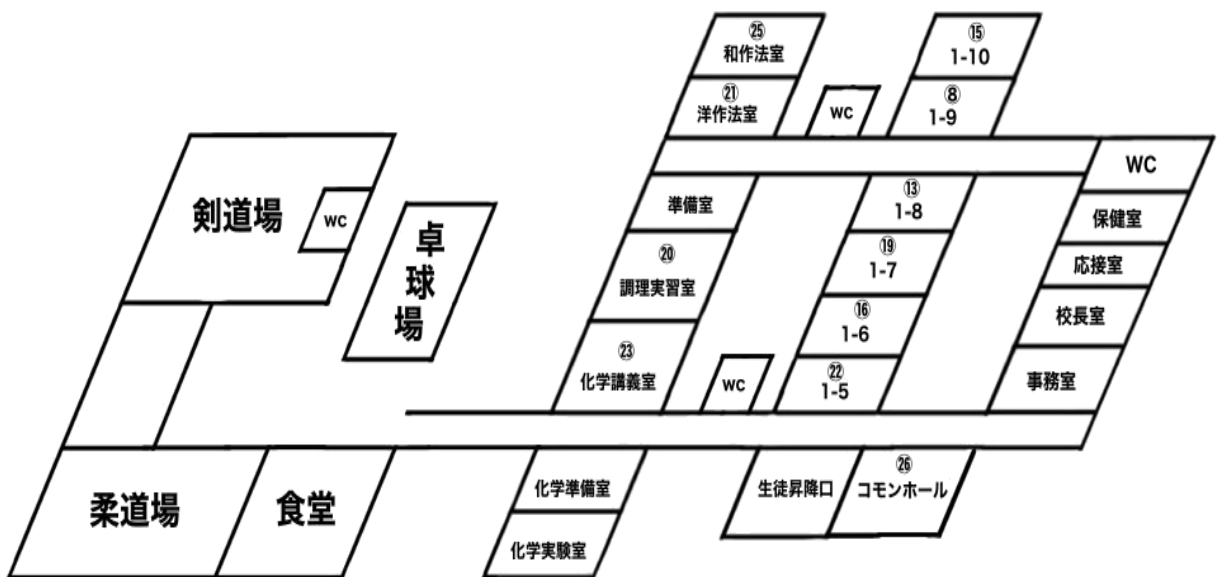 ㉕
和作法室
㉑
洋作法室
WC
⑮
1-10
⑧
1-9
WC
保健室
応接室
校長室
事務室
準備室
⑳
調理実習室
㉓
化学講義室
WC
⑬
1-8
⑲
1-7
⑯
1-6
㉒
1-5
剣道場
WC
卓球場
柔道場
食堂
化学準備室
化学実験室
生徒昇降口
㉖
コモンホール